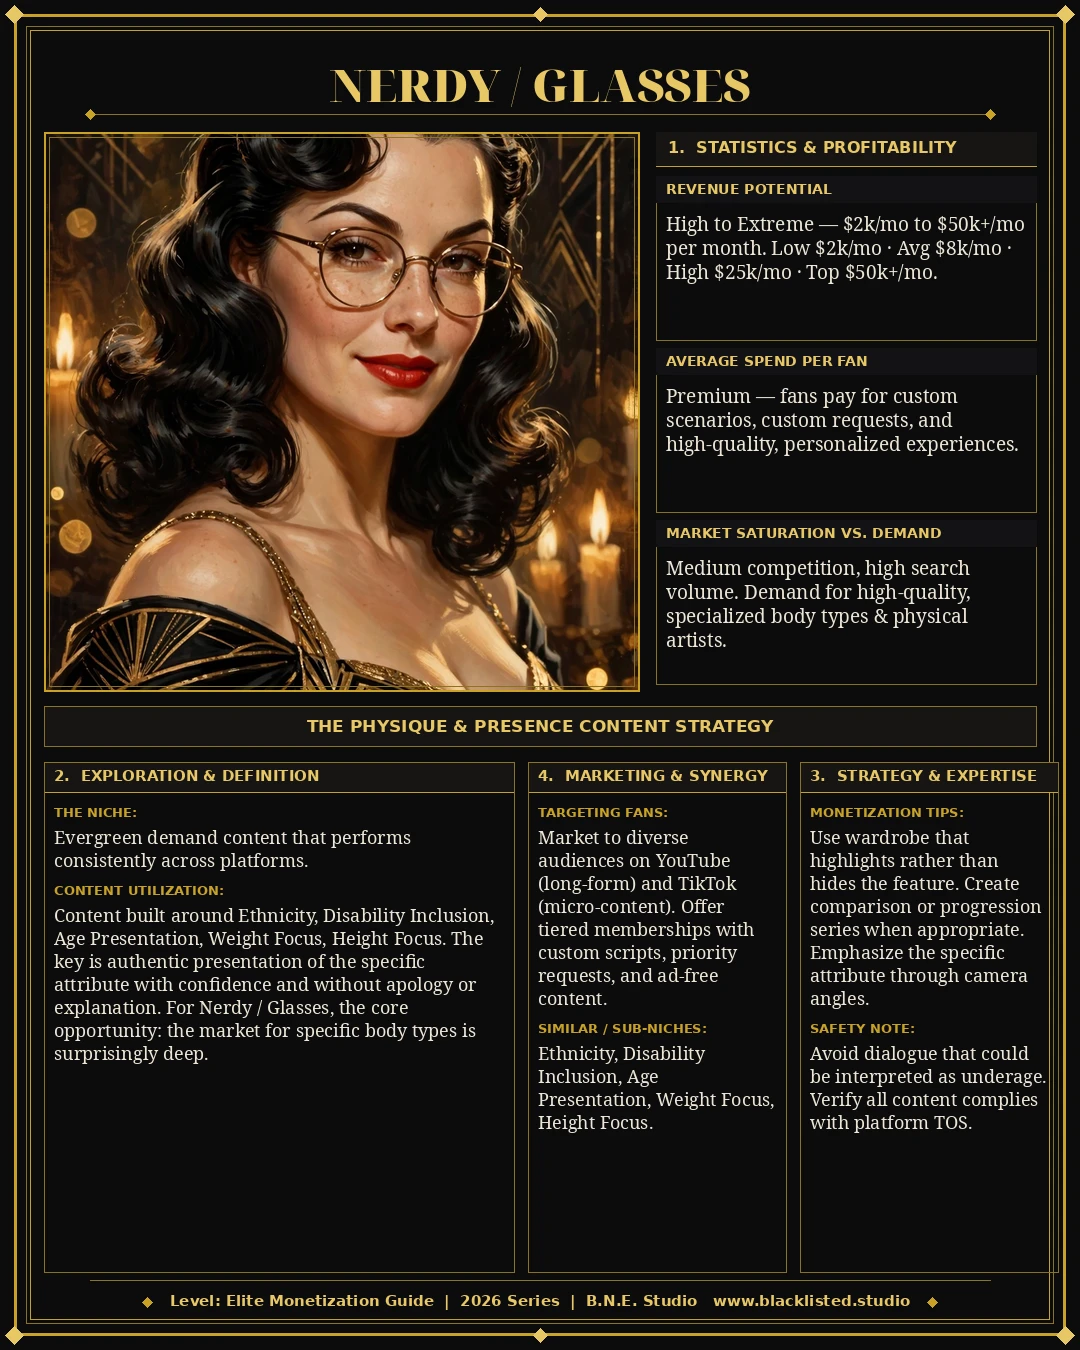 NERDY / GLASSES
1. STATISTICS & PROFITABILITY
REVENUE POTENTIAL
High to Extreme — $2k/mo to $50k+/mo
per month. Low $2k/mo · Avg $8k/mo ·
High $25k/mo · Top $50k+/mo.
AVERAGE SPEND PER FAN
Premium — fans pay for custom
scenarios, custom requests, and
high-quality, personalized experiences.
MARKET SATURATION VS. DEMAND
Medium competition, high search
volume. Demand for high-quality,
specialized body types & physical
artists.
THE PHYSIQUE & PRESENCE CONTENT STRATEGY
2. EXPLORATION & DEFINITION
THE NICHE:
Evergreen demand content that performs
consistently across platforms.
CONTENT UTILIZATION:
Content built around Ethnicity, Disability Inclusion,
Age Presentation, Weight Focus, Height Focus. The
key is authentic presentation of the specific
attribute with confidence and without apology or
explanation. For Nerdy / Glasses, the core
opportunity: the market for specific body types is
surprisingly deep.
4. MARKETING & SYNERGY
TARGETING FANS:
Market to diverse
audiences on YouTube
(long-form) and TikTok
(micro-content). Offer
tiered memberships with
custom scripts, priority
requests, and ad-free
content.
SIMILAR / SUB-NICHES:
Ethnicity, Disability
Inclusion, Age
Presentation, Weight Focus,
Height Focus.
3. STRATEGY & EXPERTISE
MONETIZATION TIPS:
Use wardrobe that
highlights rather than
hides the feature. Create
comparison or progression
series when appropriate.
Emphasize the specific
attribute through camera
angles.
SAFETY NOTE:
Avoid dialogue that could
be interpreted as underage.
Verify all content complies
with platform TOS.
Level: Elite Monetization Guide | 2026 Series | B.N.E. Studio www.blacklisted.studio